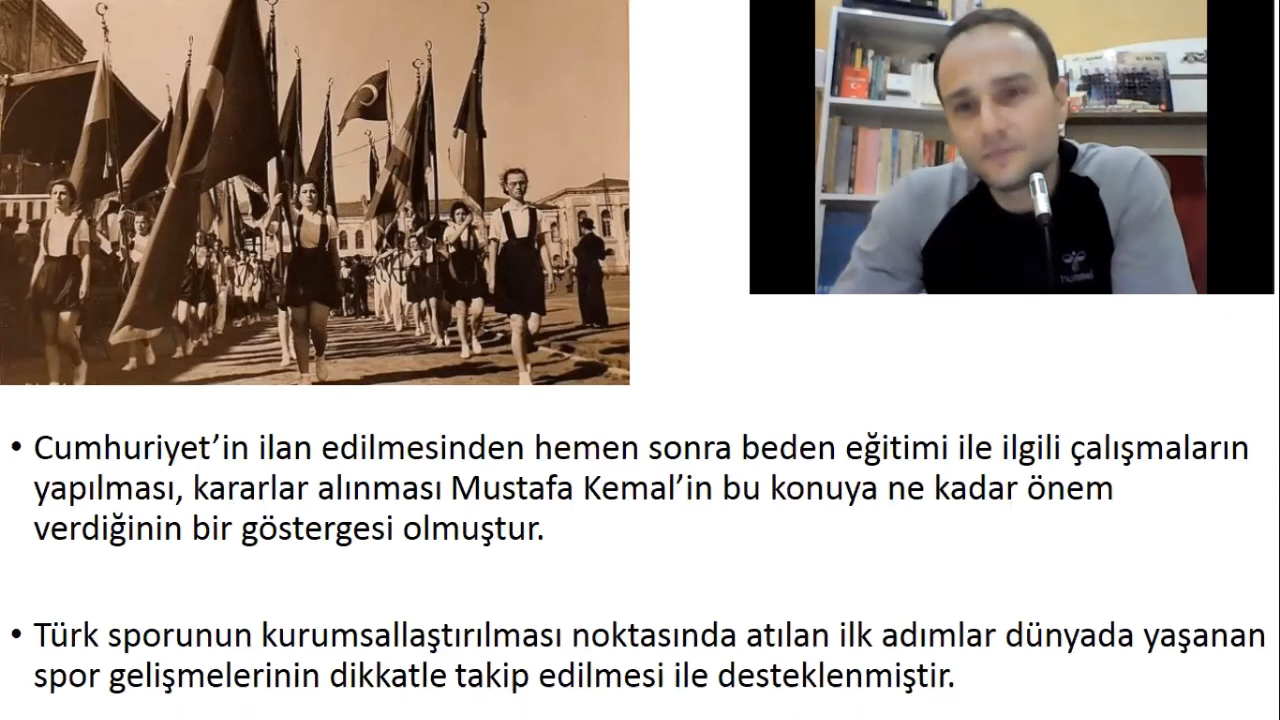 hummel
• Cumhuriyet’in ilan edilmesinden hemen sonra beden eğitimi ile ilgili çalışmaların
yapılması, kararlar alınması Mustafa Kemal’in bu konuya ne kadar önem
verdiğinin bir göstergesi olmuştur.
• Türk sporunun kurumsallaştırılması noktasında atılan ilk adımlar dünyada yaşanan
spor gelişmelerinin dikkatle takip edilmesi ile desteklenmiştir.